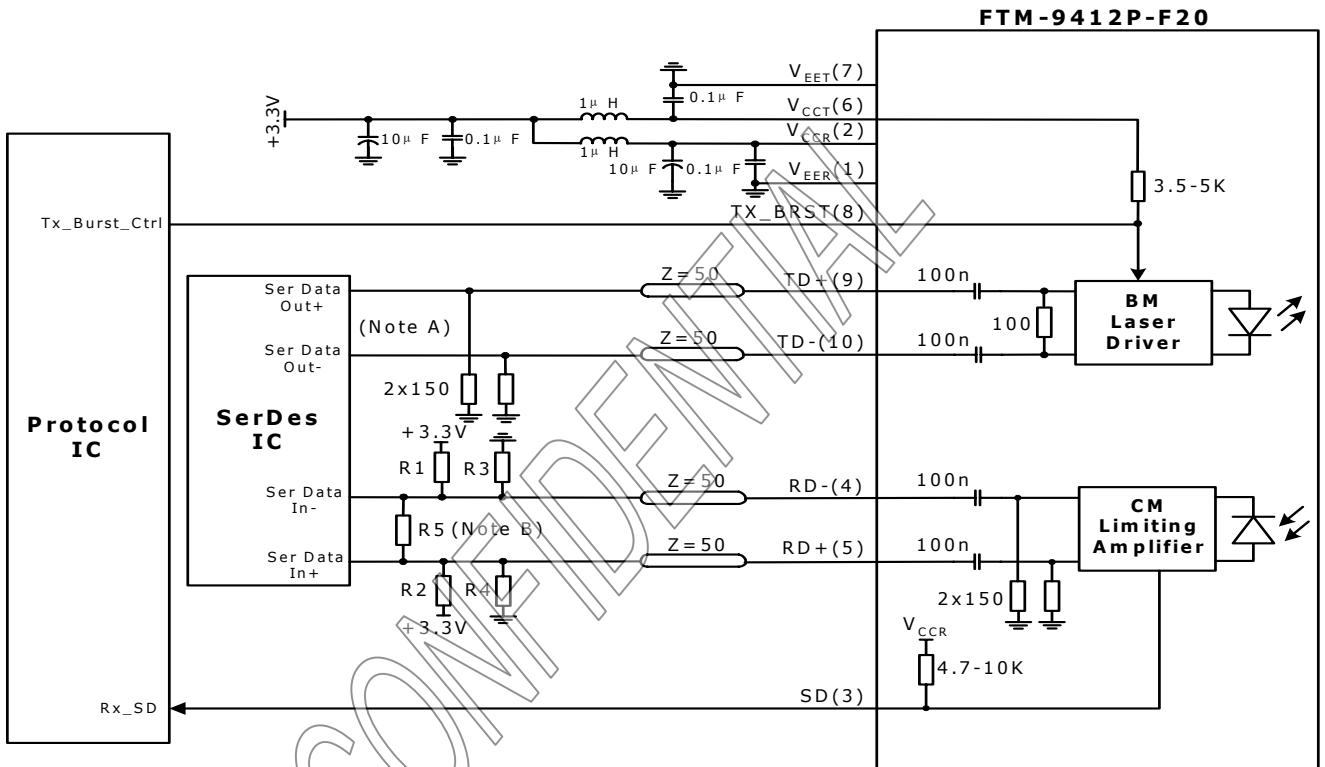 FTM-9412P-F20
V_EET(7)
0.1μ F
1μ H
V_CCT(6)
+3.3V
10μ F
0.1μ F
V_CCR(2)
1μ H
10μ F
0.1μ F
V_EER(1)
3.5-5K
Tx_Burst_Ctrl
TX_BRST(8)
Ser Data
Out+
Z=50
TD+(9)
100n
(Note A)
BM
Laser
Driver
100
Ser Data
Out-
Z=50
TD-(10)
100n
2x150
Protocol
IC
SerDes
IC
+3.3V
R1
R3
Ser Data
In-
Z=50
RD-(4)
100n
CM
Limiting
Amplifier
R5 (Note B)
Ser Data
In+
Z=50
RD+(5)
100n
R2
R4
+3.3V
2x150
V_CCR
4.7-10K
Rx_SD
SD(3)
CONFIDENTIAL